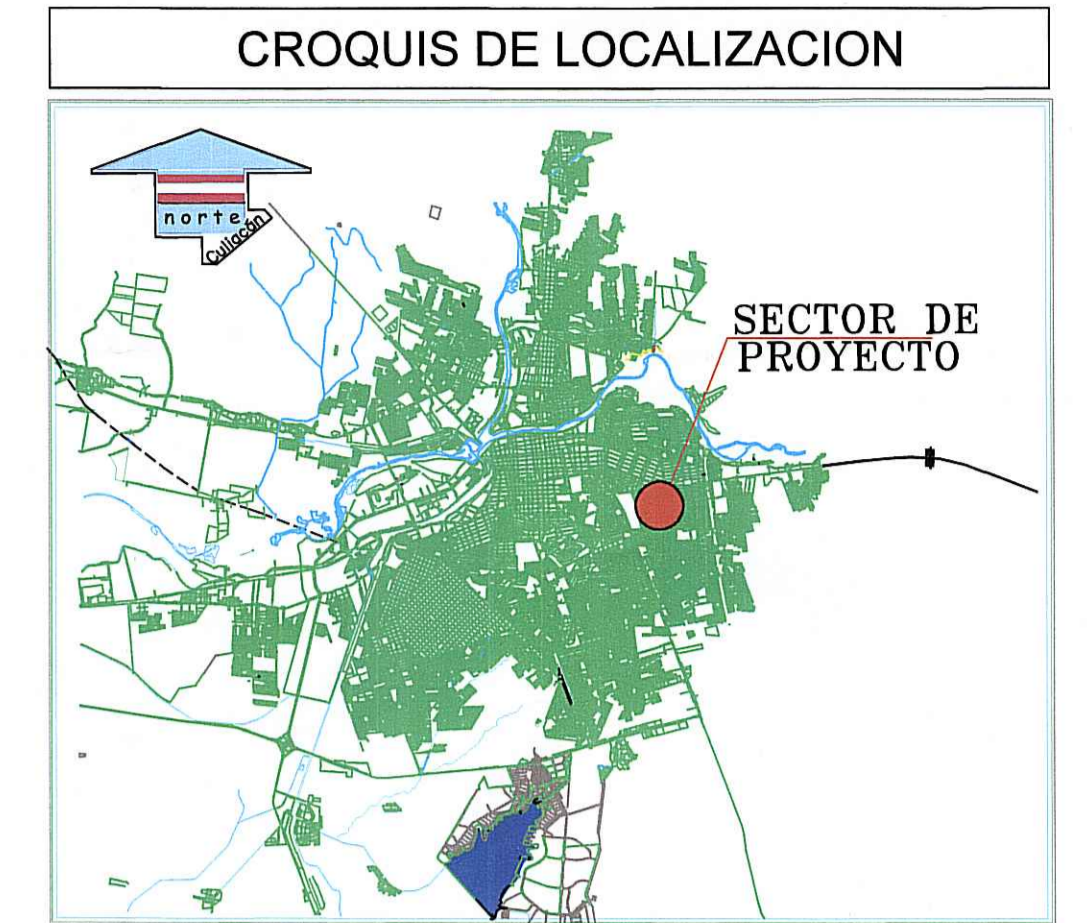 CROQUIS DE LOCALIZACION
norte
Culiacán
SECTOR DE
PROYECTO